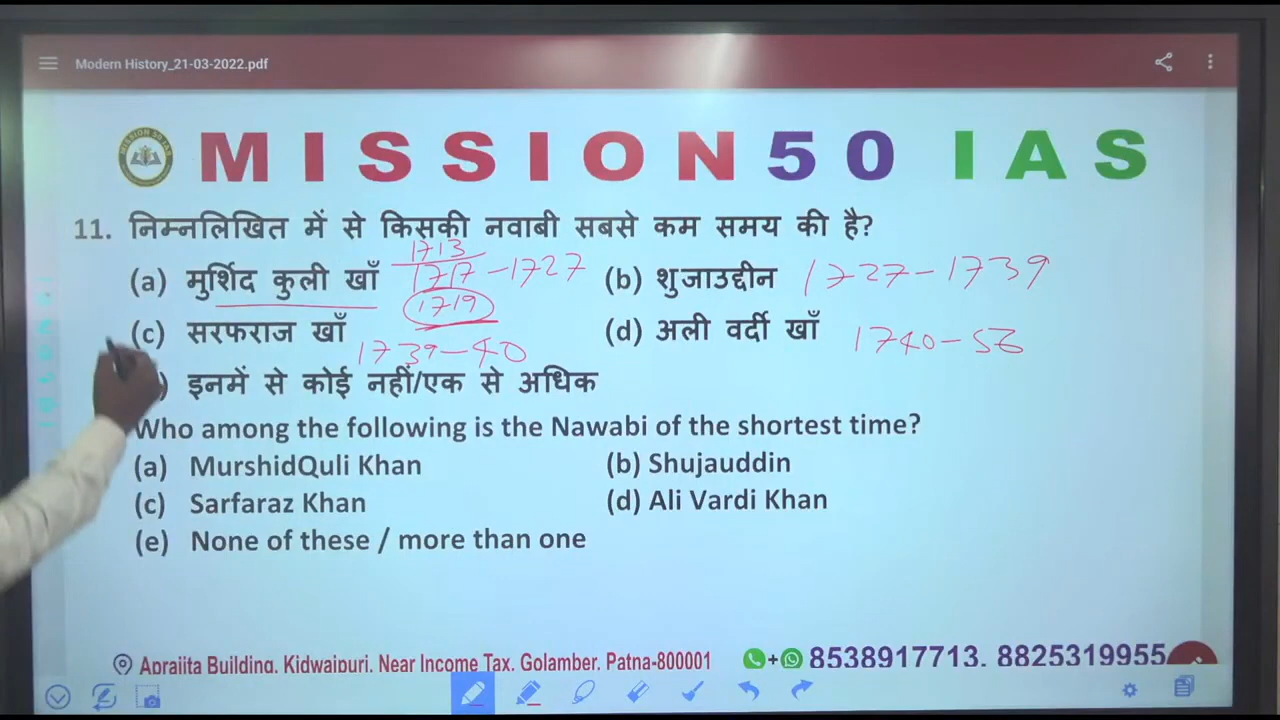 Modern History_21-03-2022.pdf
MISSION 50 IAS
11. निम्नलिखित में से किसकी नवाबी सबसे कम समय की है?
1713
(a) मुर्शिद कुली खाँ 1717 - 1727 (b) शुजाउद्दीन 1727 - 1739
1719
(c) सरफराज खाँ 1739 - 40 (d) अली वर्दी खाँ 1740 - 56
) इनमें से कोई नहीं/एक से अधिक
Who among the following is the Nawabi of the shortest time?
(a) MurshidQuli Khan (b) Shujauddin
(c) Sarfaraz Khan (d) Ali Vardi Khan
(e) None of these / more than one
Aprajita Building, Kidwaipuri, Near Income Tax, Golamber, Patna-800001 + 8538917713, 8825319955